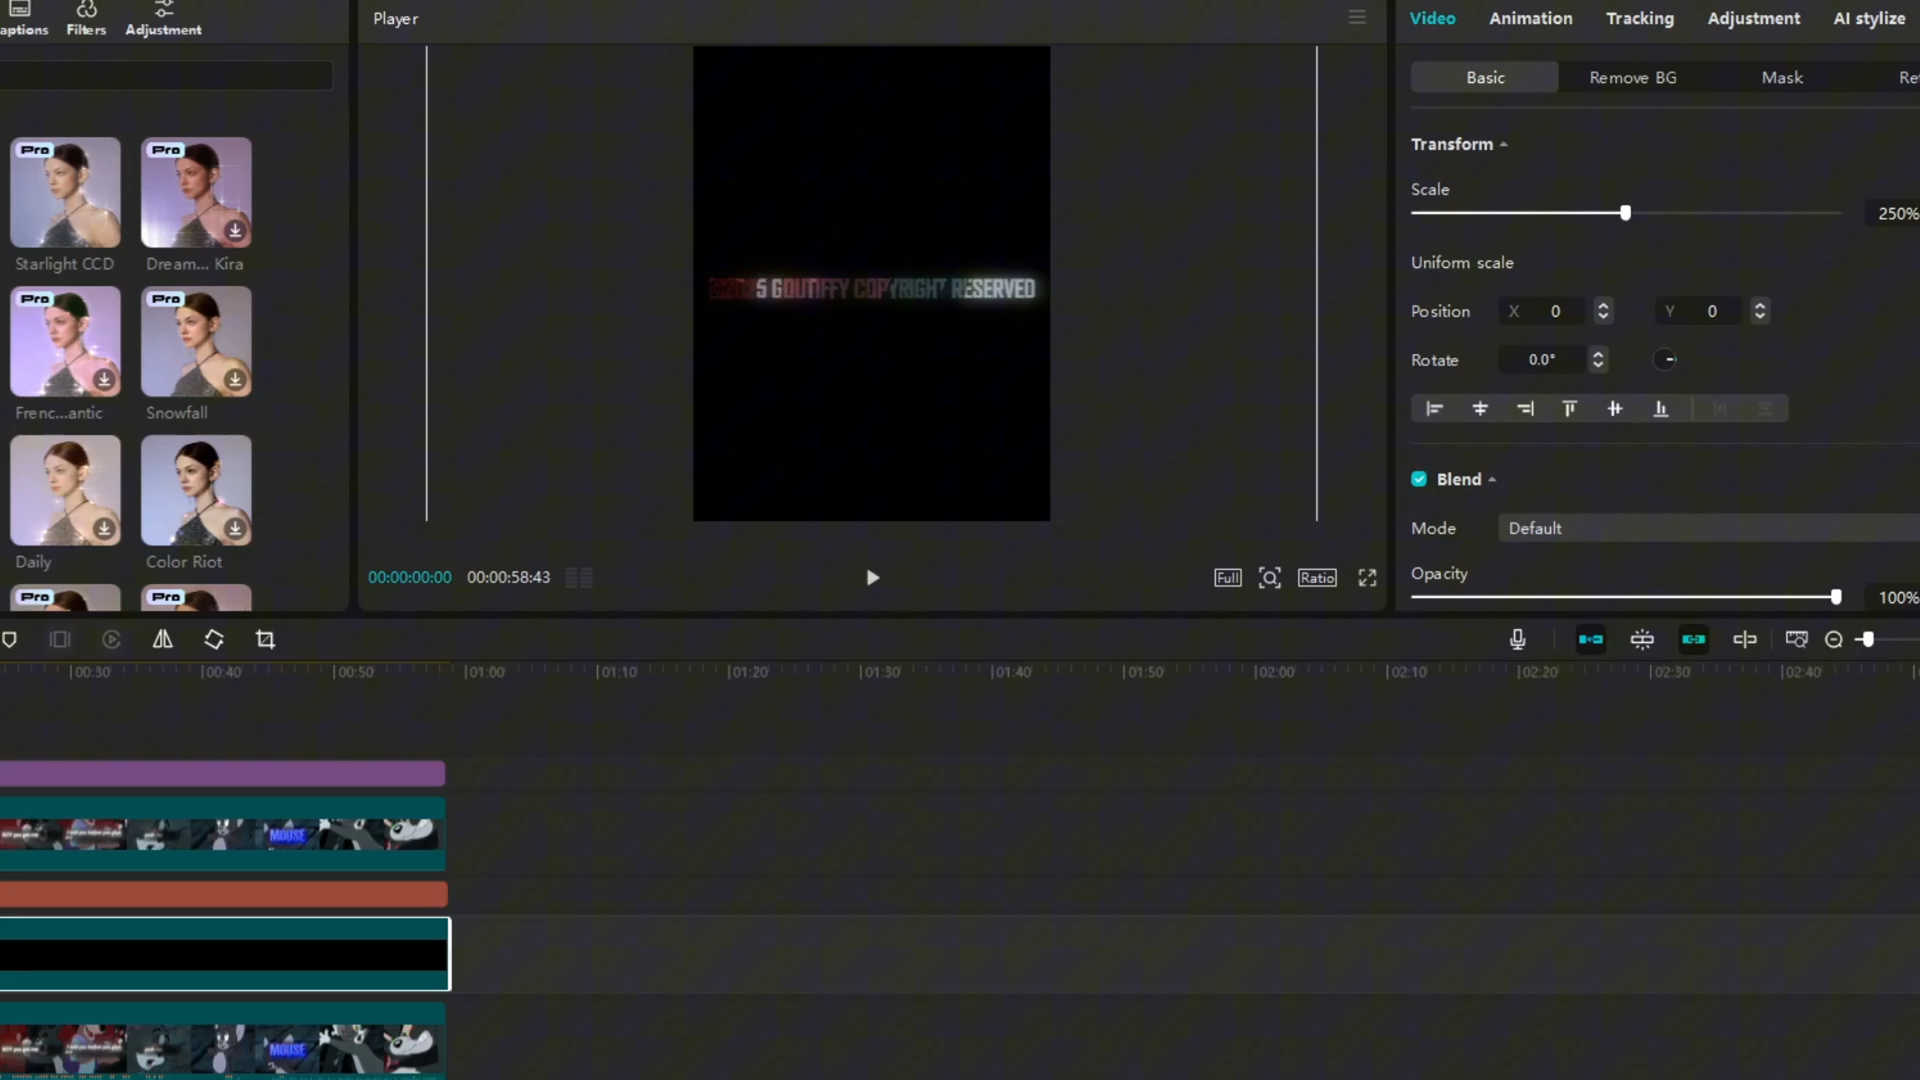 aptions Filters Adjustment
Player
Video Animation Tracking Adjustment AI stylize
Basic Remove BG Mask Re
Pro Pro
Starlight CCD Dream... Kira
Pro Pro
Frenc...antic Snowfall
Daily Color Riot
Pro Pro
5 GOUTIFFY COPYRIGHT RESERVED
Transform
Scale
250%
Uniform scale
Position X 0 Y 0
Rotate 0.0°
Blend
Mode Default
Opacity
100%
00:00:00:00 00:00:58:43
Full Ratio
00:30 00:40 00:50 01:00 01:10 01:20 01:30 01:40 01:50 02:00 02:10 02:20 02:30 02:40
MOUSE
MOUSE